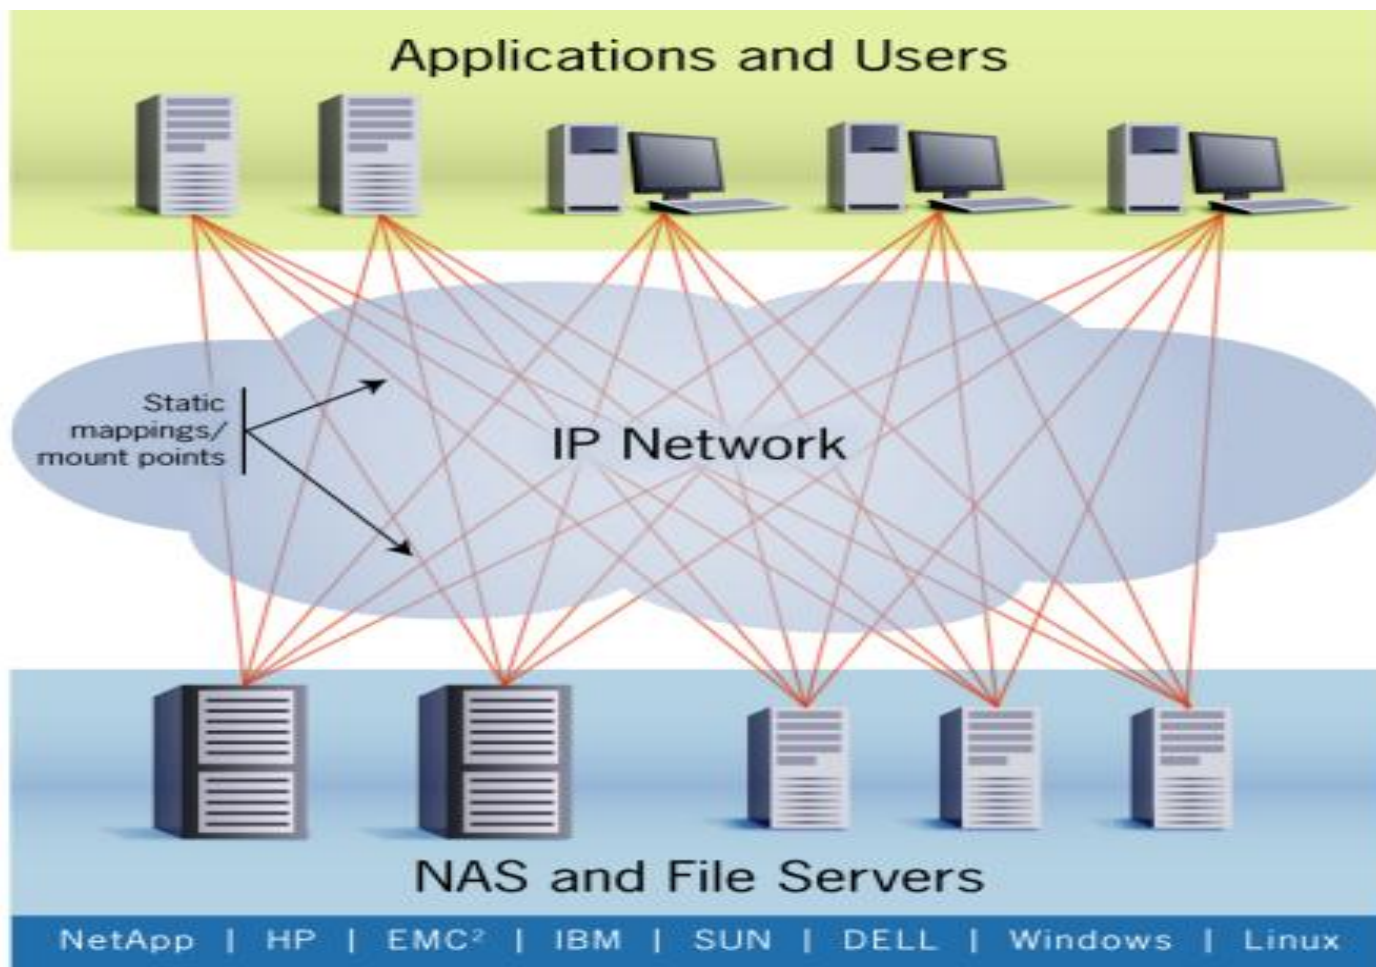 Applications and Users
Static
mappings/
mount points
IP Network
NAS and File Servers
NetApp | HP | EMC² | IBM | SUN | DELL | Windows | Linux